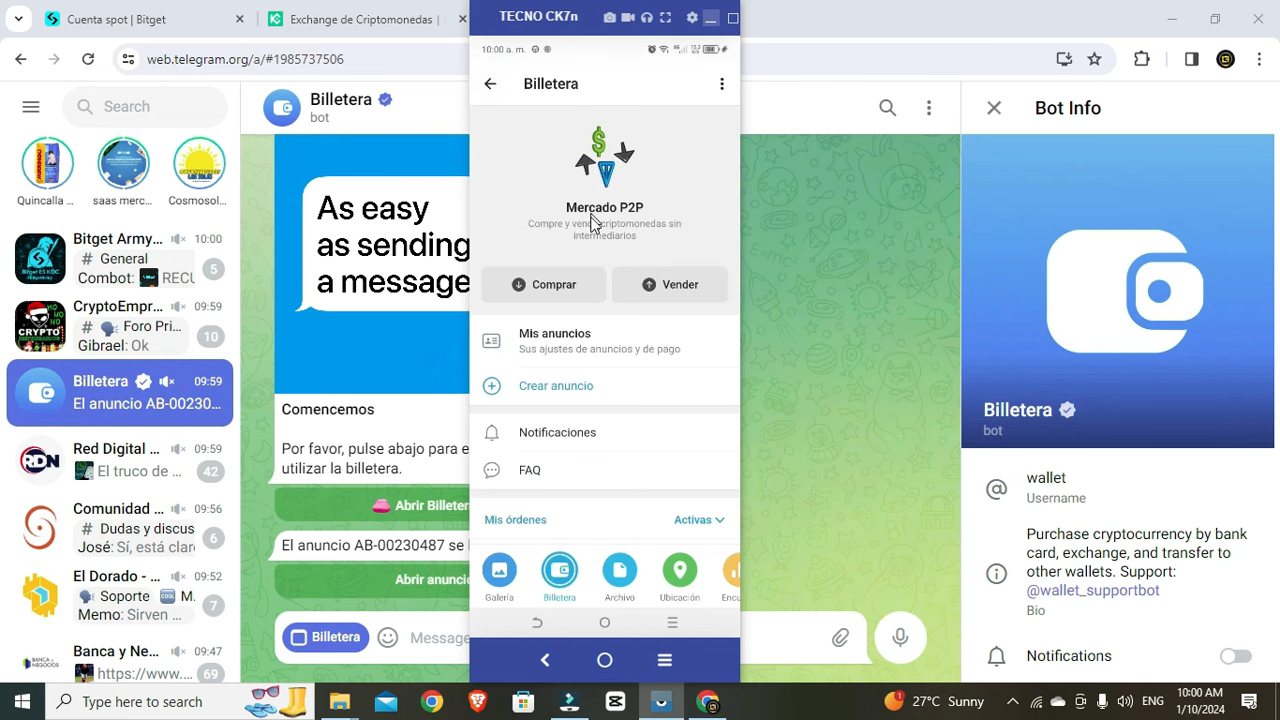 Cuenta spot | Bitget
Exchange de Criptomonedas |
web.telegram.org/a/#1985737506
Search
Quincalla ...
saas merc...
Cosmosol...
Bitget Army...
10:00
# General
Combot:
RECU
5
CryptoEmpr...
09:59
# Foro Pri...
Gibrael: Ok
10
Billetera
09:59
El anuncio AB-00230...
RDN
Red Digital ...
09:59
El truco de ...
42
Comunidad ...
09:56
# Dudas y discus
José: Sí, está clar
6
El Dorado - ...
09:52
# Soporte
Memo: Sirven
7
BANCA y NEGOCIOS
Banca y Ne...
09:47
https://www.
69
Billetera
bot
As easy
as sending
a message
Comencemos
Por favor, pulse abajo para e
utilizar la billetera.
Abrir Billetera
El anuncio AB-00230487 se
Abrir anuncio
Billetera
Message
TECNO CK7n
10:00 a. m.
Billetera
Mercado P2P
Compre y venda criptomonedas sin
intermediarios
Comprar
Vender
Mis anuncios
Sus ajustes de anuncios y de pago
Crear anuncio
Notificaciones
FAQ
Mis órdenes
Activas
Galería
Billetera
Archivo
Ubicación
Encu
Bot Info
Billetera
bot
wallet
Username
Purchase cryptocurrency by bank
card, exchange, and transfer to
other wallets. Support:
@wallet_supportbot
Bio
Notifications
Type here to search
27°C Sunny
ENG
10:00 AM
1/10/2024